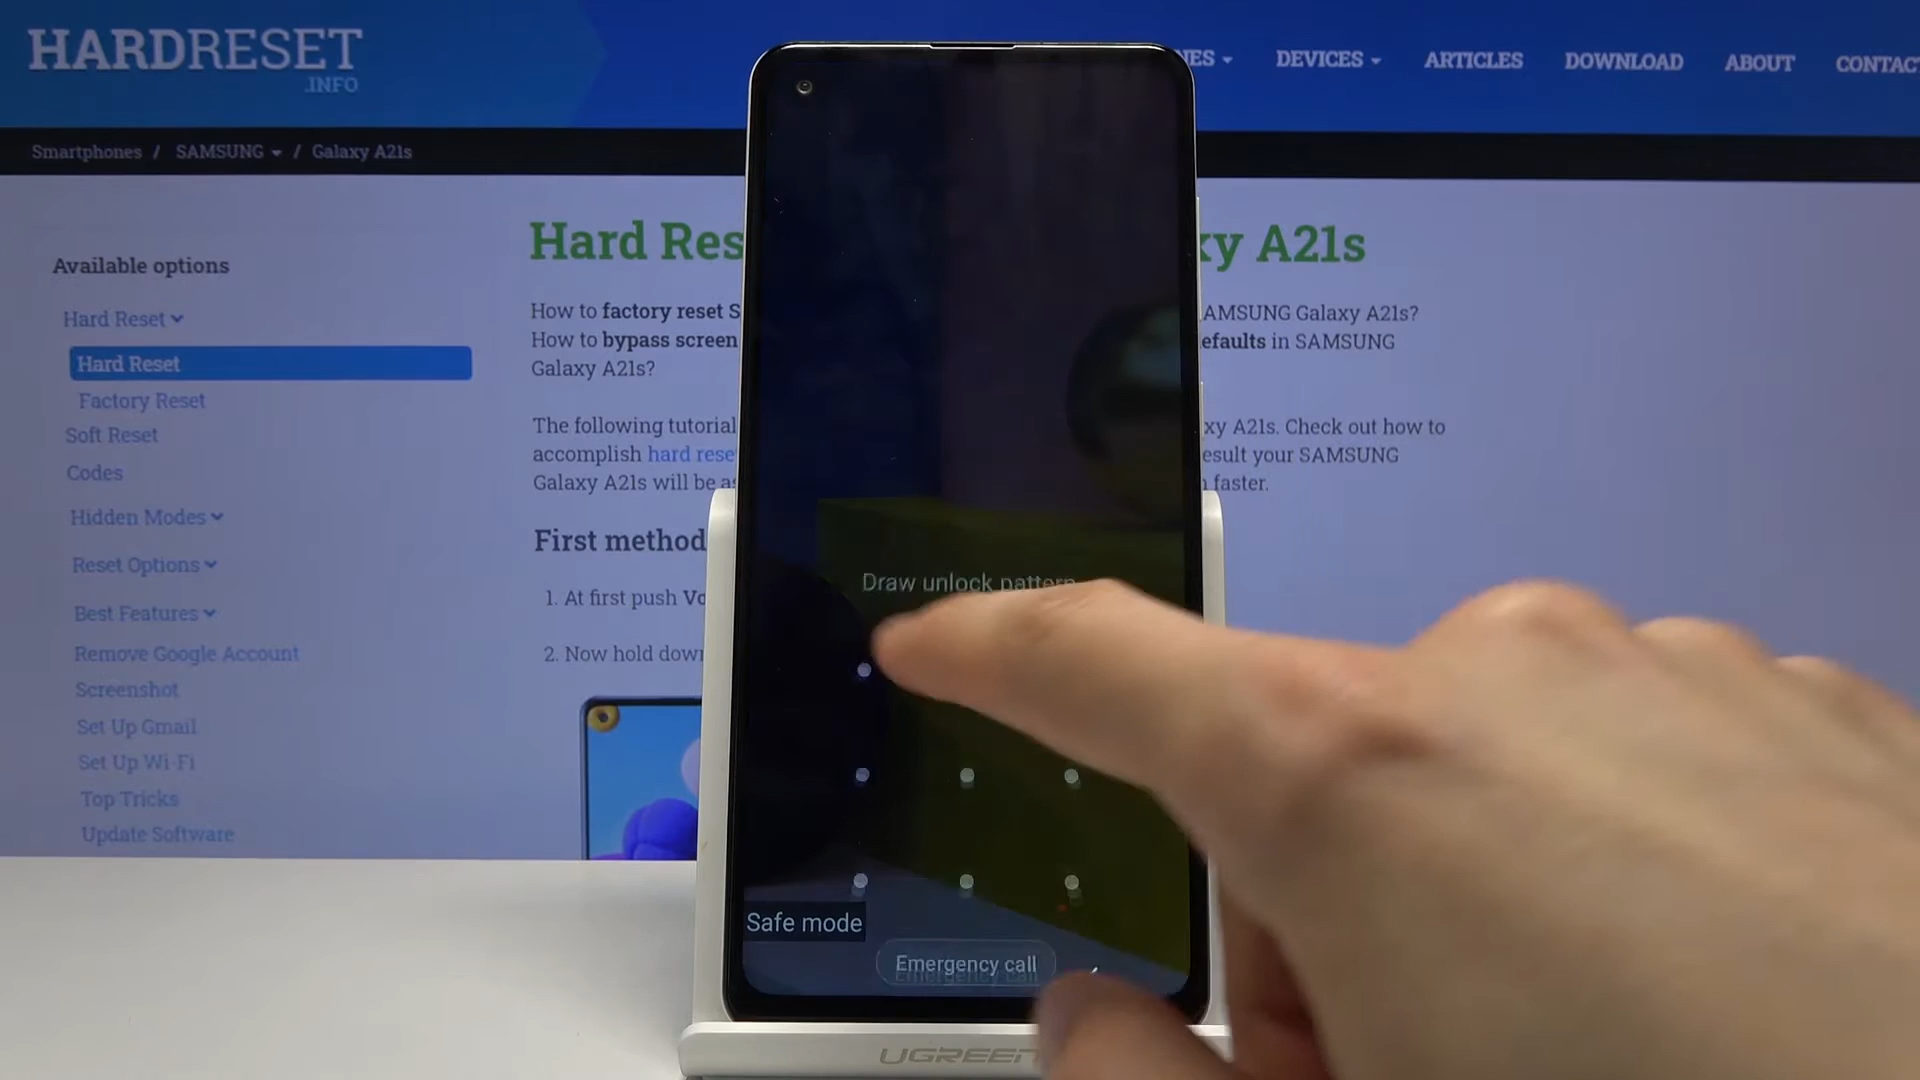 HARDRESET
.INFO
DEVICES
ARTICLES
DOWNLOAD
ABOUT
Smartphones / SAMSUNG / Galaxy A21s
Available options
Hard Reset
Hard Reset
Factory Reset
Soft Reset
Codes
Hidden Modes
Reset Options
Best Features
Remove Google Account
Screenshot
Set Up Gmail
Set Up Wi-Fi
Top Tricks
Update Software
Hard Res
xy A21s
How to factory reset S
AMSUNG Galaxy A21s?
How to bypass screen
efaults in SAMSUNG
Galaxy A21s?
The following tutorial
xy A21s. Check out how to
accomplish hard rese
esult your SAMSUNG
Galaxy A21s will be as
faster.
First method
1. At first push Vo
2. Now hold down
Draw unlock pattern
Safe mode
Emergency call
UGREEN